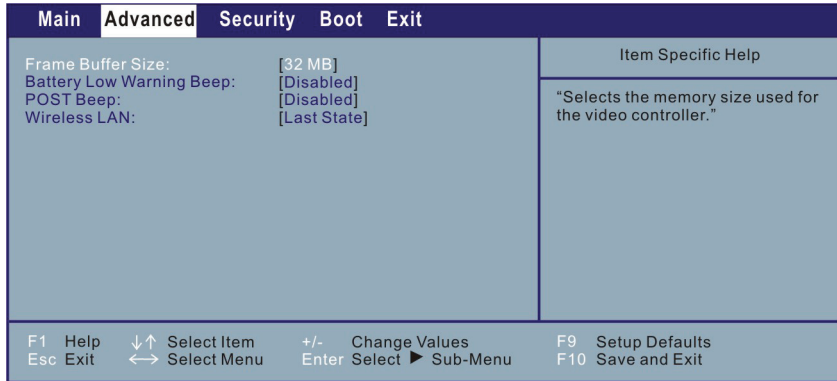 Main Advanced Security Boot Exit
Frame Buffer Size: [32 MB]
Battery Low Warning Beep: [Disabled]
POST Beep: [Disabled]
Wireless LAN: [Last State]
Item Specific Help
“Selects the memory size used for
the video controller.”
F1 Help ↓↑ Select Item +/- Change Values F9 Setup Defaults
Esc Exit ←→ Select Menu Enter Select ▶ Sub-Menu F10 Save and Exit